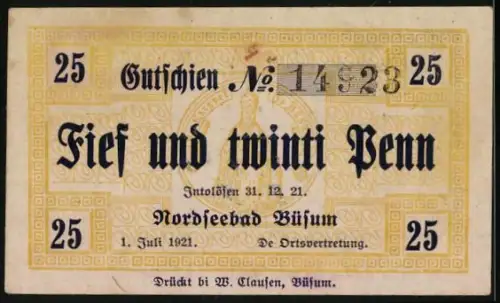 25 Gutschien No. 14923 25
Fief und twinti Penn
Intolösen 31. 12. 21.
25 Nordseebad Büsum 25
1. Juli 1921. De Ortsvertretung.
Drückt bi W. Clausen, Büsum.